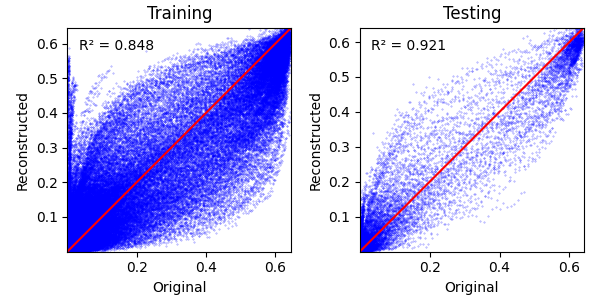 Training
R² = 0.848
0.6
0.5
0.4
0.3
0.2
0.1
Reconstructed
0.2 0.4 0.6
Original
Testing
R² = 0.921
0.6
0.5
0.4
0.3
0.2
0.1
Reconstructed
0.2 0.4 0.6
Original